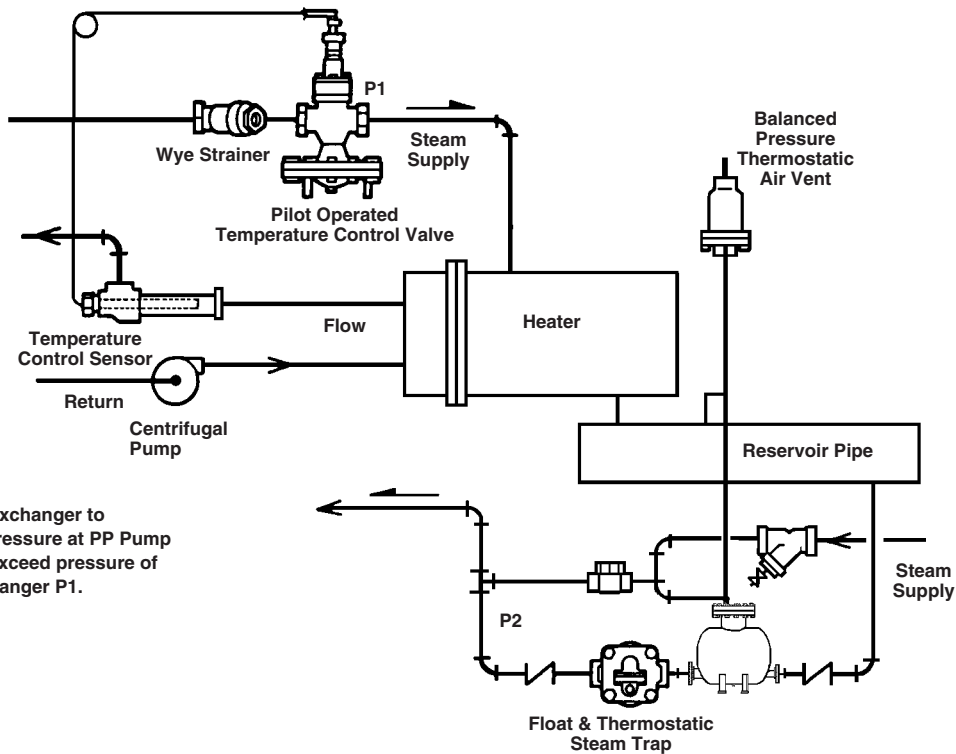 P1
Wye Strainer
Steam
Supply
Balanced
Pressure
Thermostatic
Air Vent
Pilot Operated
Temperature Control Valve
Temperature
Control Sensor
Flow
Heater
Return
Centrifugal
Pump
Reservoir Pipe
xchanger to
ressure at PP Pump
xceed pressure of
anger P1.
Steam
Supply
P2
Float & Thermostatic
Steam Trap